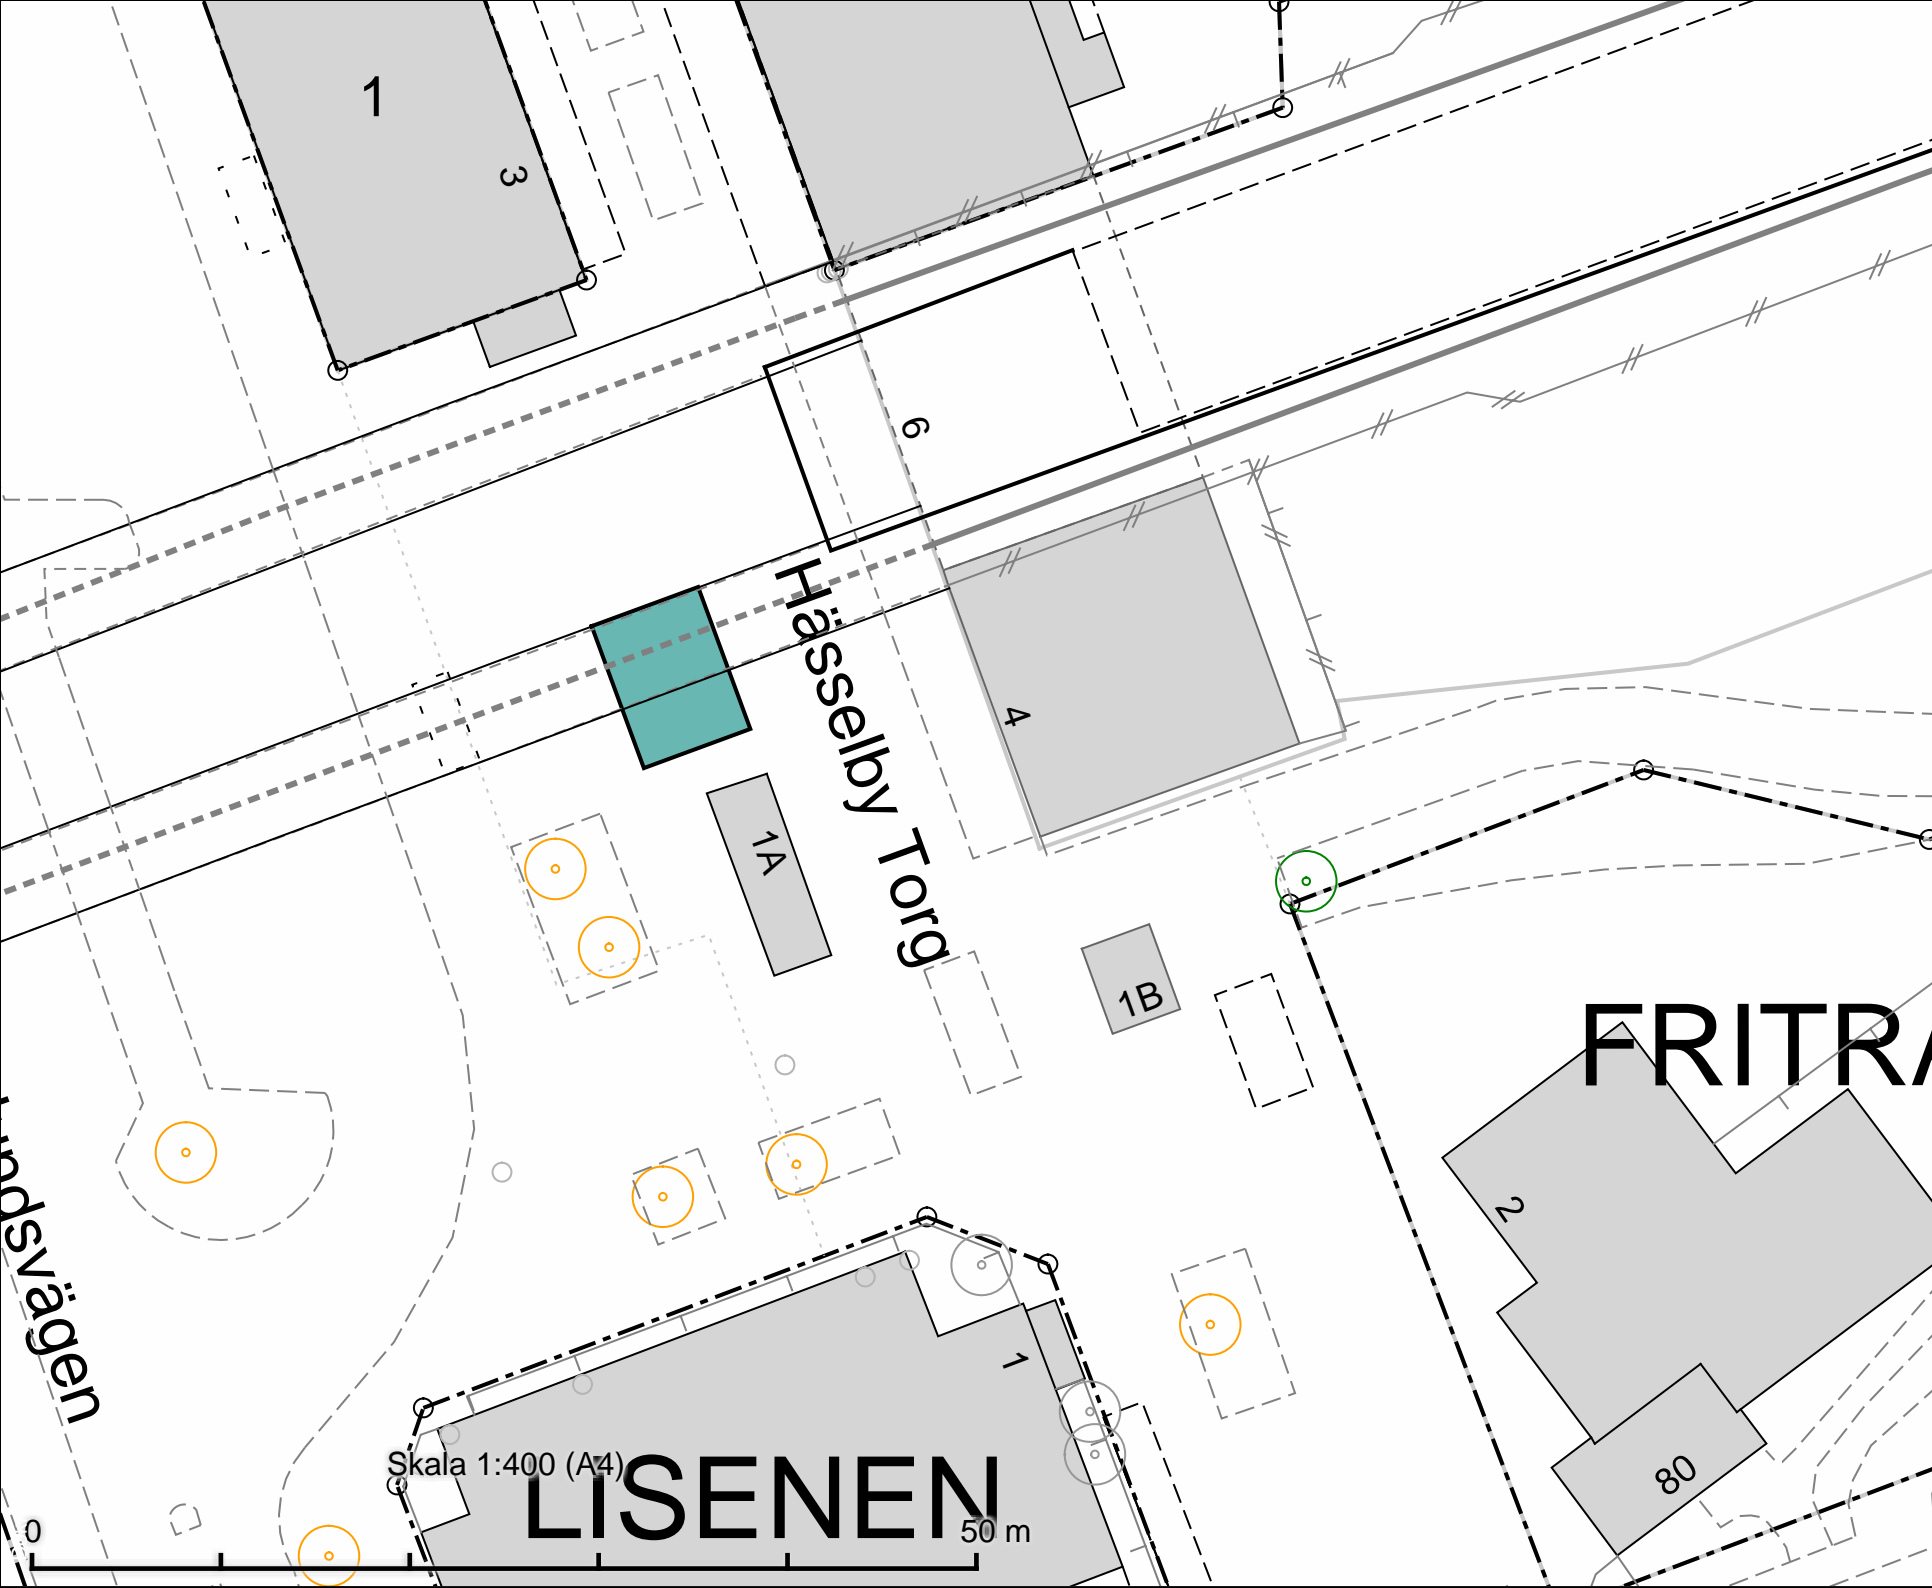 1
3
6
Hässelby Torg
4
1A
1B
FRITRA
2
undsvägen
1
80
Skala 1:400 (A4)
LISENEN
0
50 m